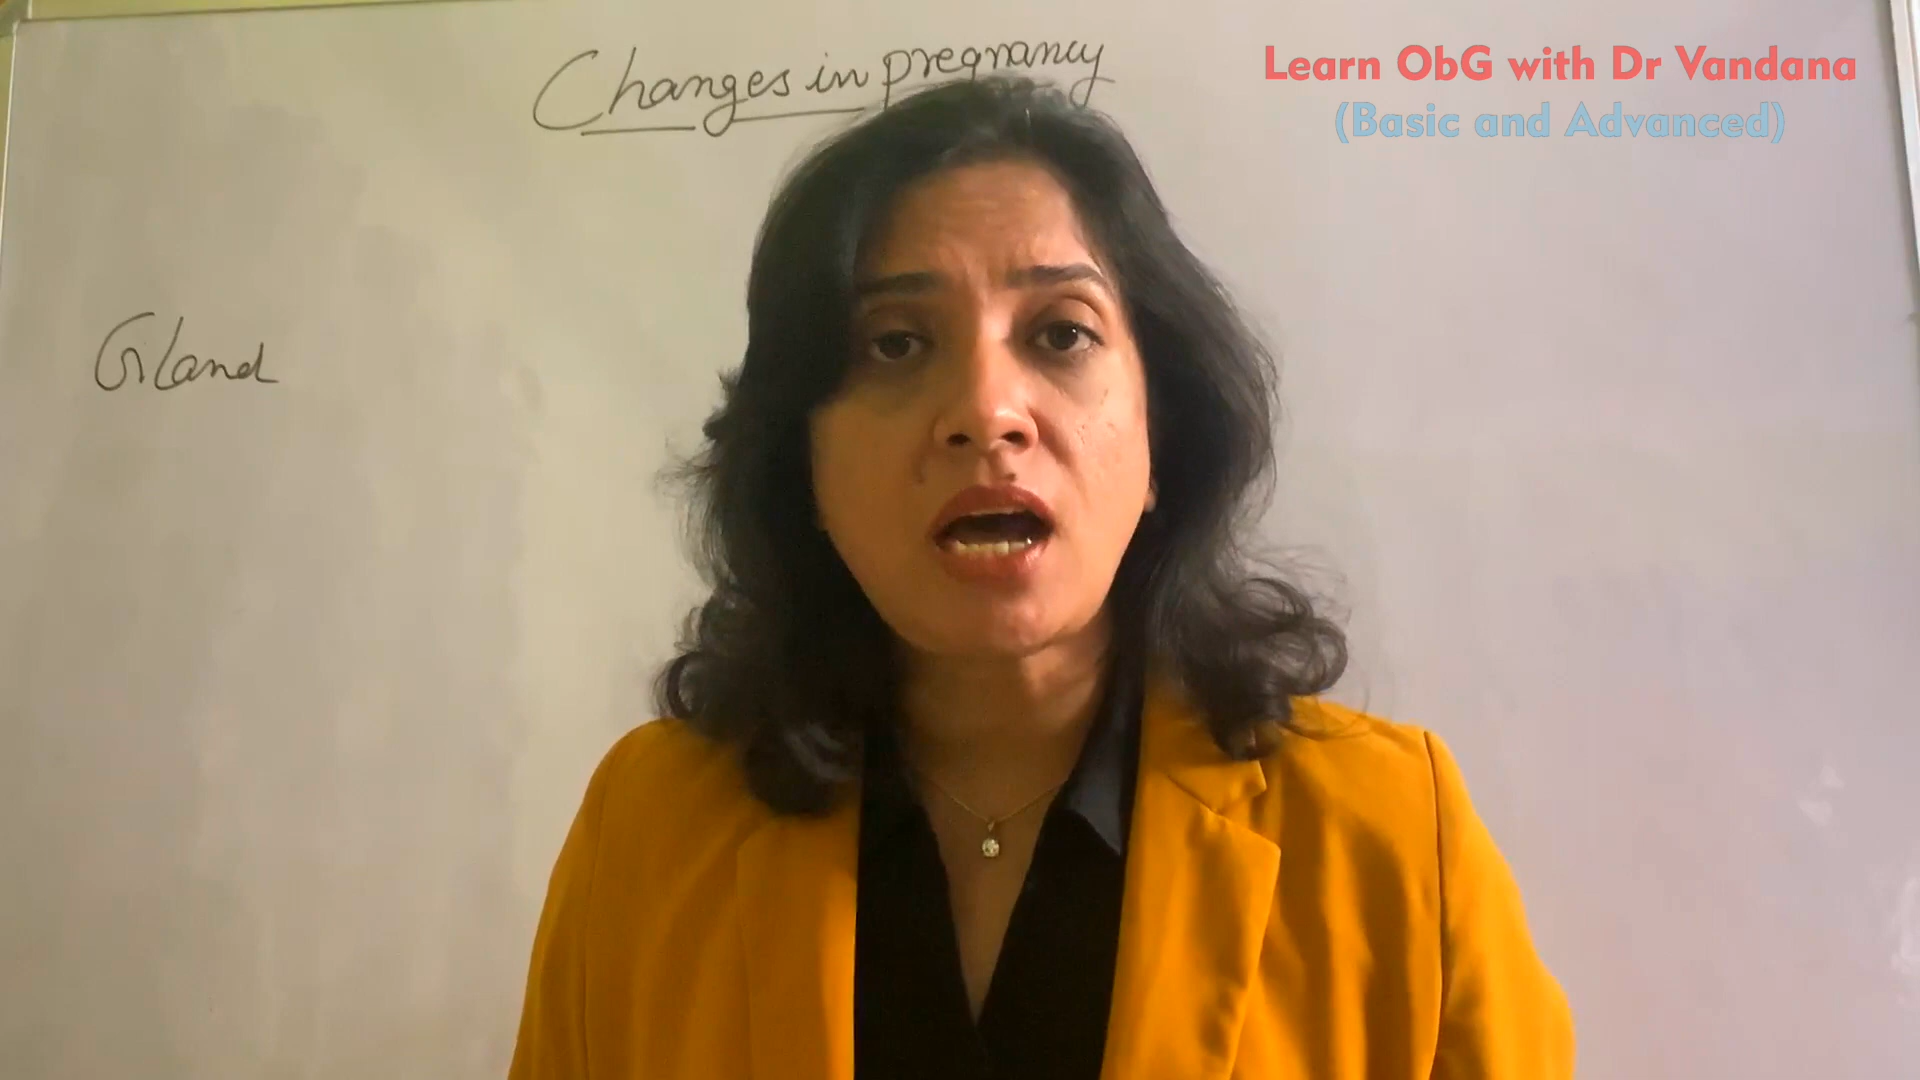 Changes in pregnancy
Learn ObG with Dr Vandana
(Basic and Advanced)
Gland